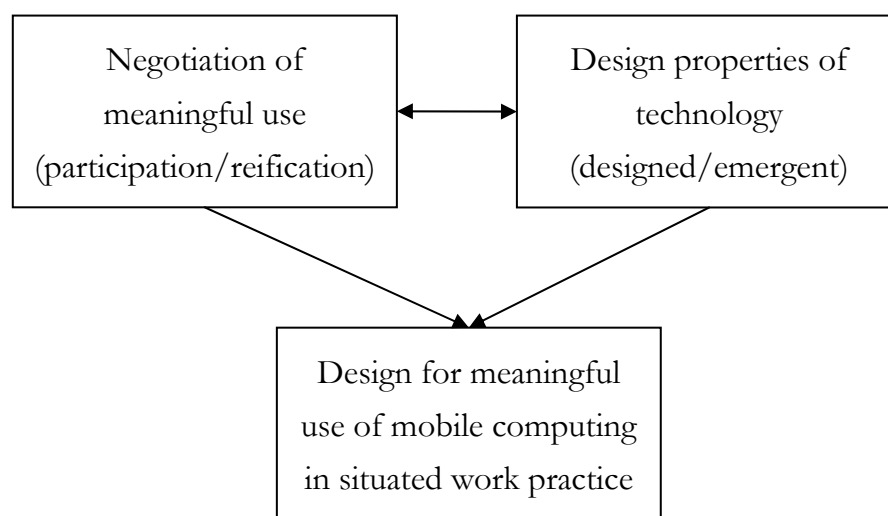 Negotiation of
meaningful use
(participation/reification)
Design properties of
technology
(designed/emergent)
Design for meaningful
use of mobile computing
in situated work practice